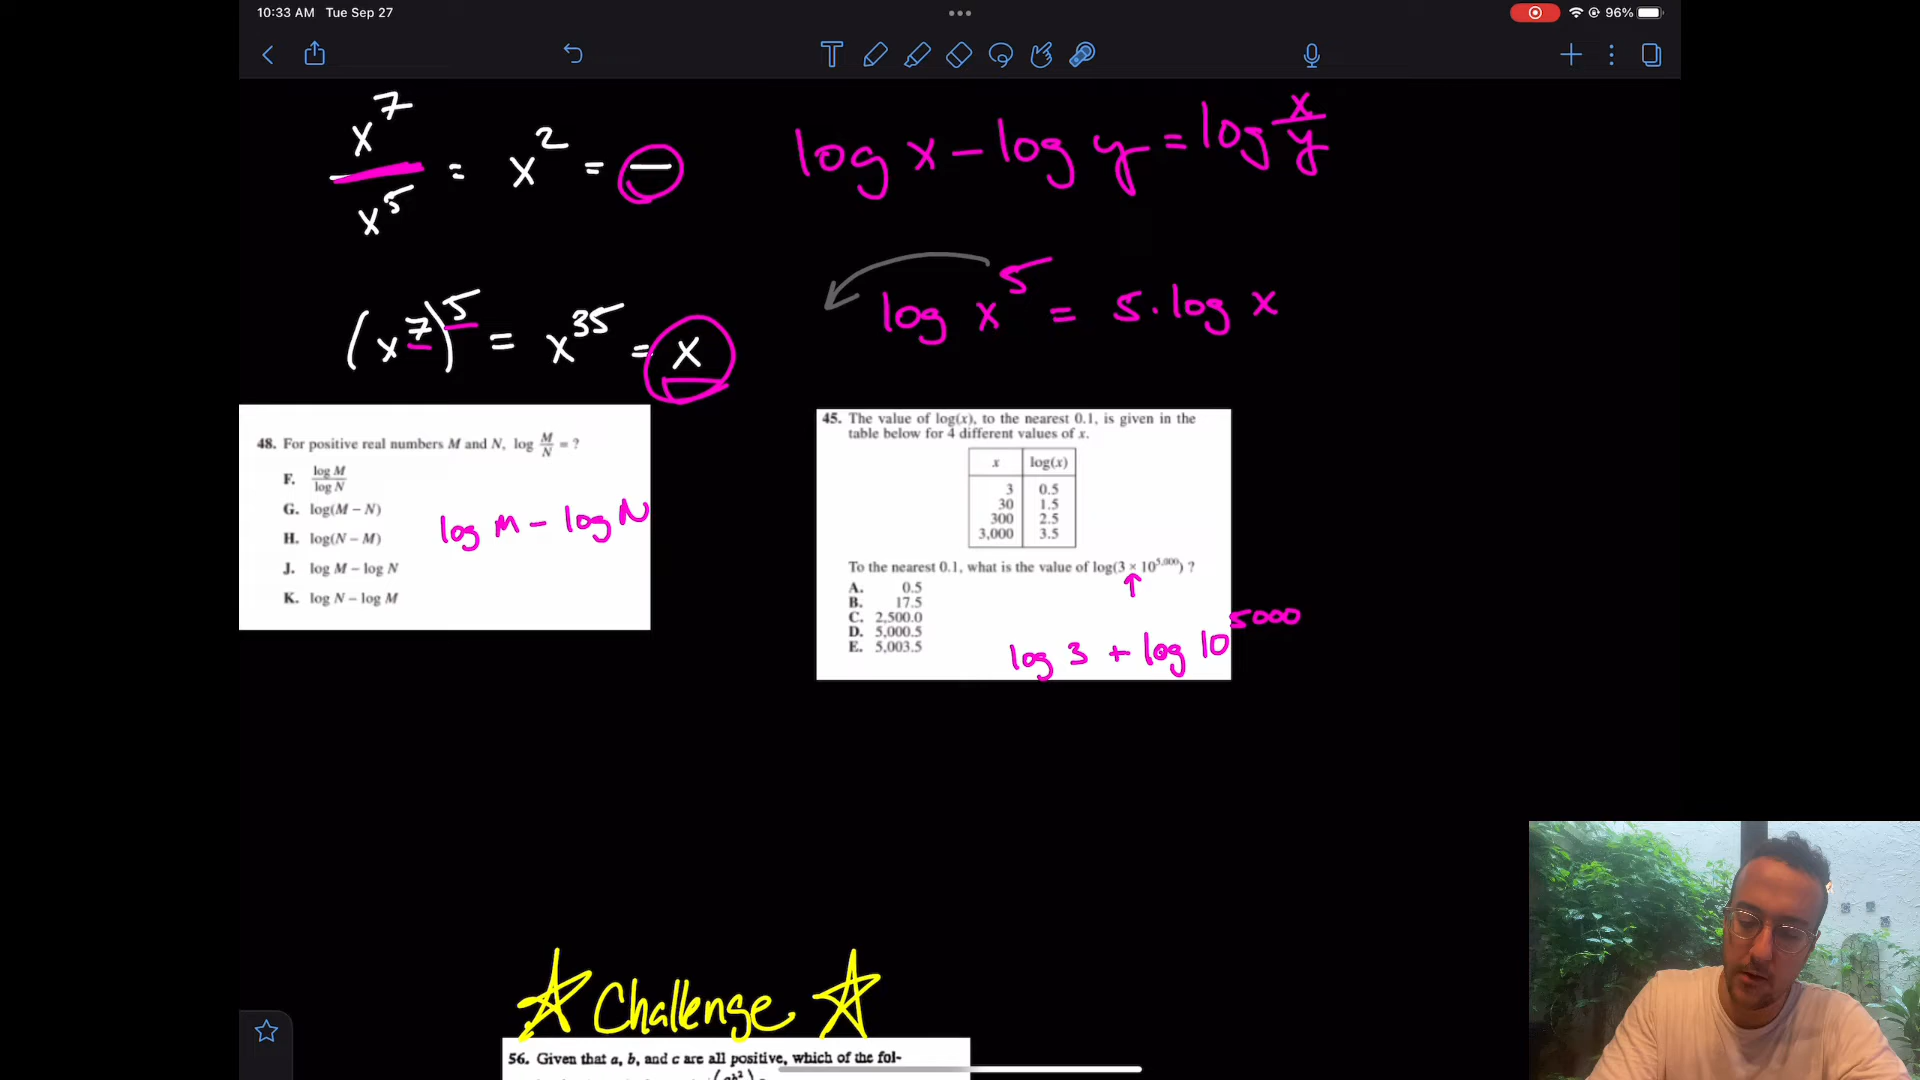 10:33 AM Tue Sep 27
96%
x^7 / x^5 = x^2 = —
log x – log y = log x/y
(x^7)^5 = x^35 = x
log x^5 = 5 · log x
48. For positive real numbers M and N, log M/N = ?
F. log M / log N
G. log(M – N)
H. log(N – M)
J. log M – log N
K. log N – log M
log M – log N
45. The value of log(x), to the nearest 0.1, is given in the
table below for 4 different values of x.
x log(x)
3 0.5
30 1.5
300 2.5
3,000 3.5
To the nearest 0.1, what is the value of log(3 × 10^5,000) ?
A. 0.5
B. 17.5
C. 2,500.0
D. 5,000.5
E. 5,003.5
log 3 + log 10^5000
Challenge
56. Given that a, b, and c are all positive, which of the fol-